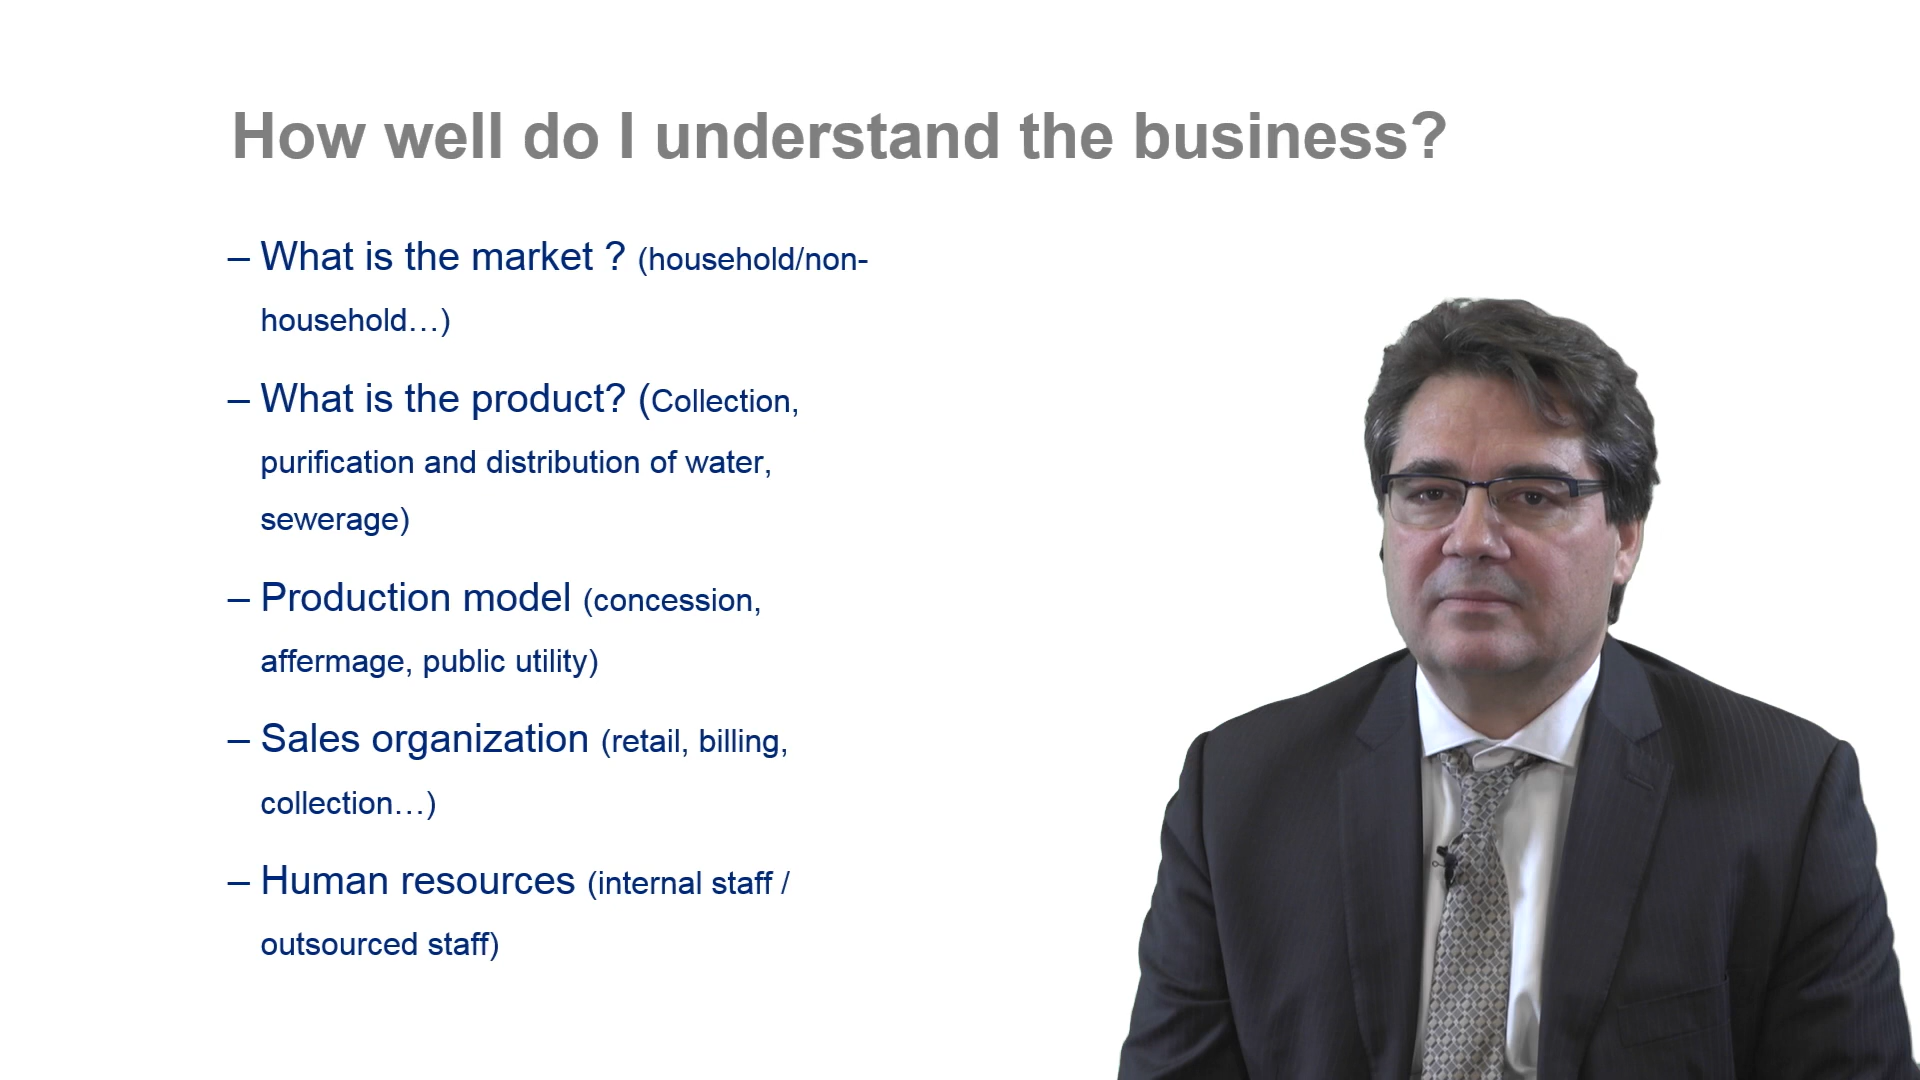 How well do I understand the business?
– What is the market ? (household/non-
household…)
– What is the product? (Collection,
purification and distribution of water,
sewerage)
– Production model (concession,
affermage, public utility)
– Sales organization (retail, billing,
collection…)
– Human resources (internal staff /
outsourced staff)